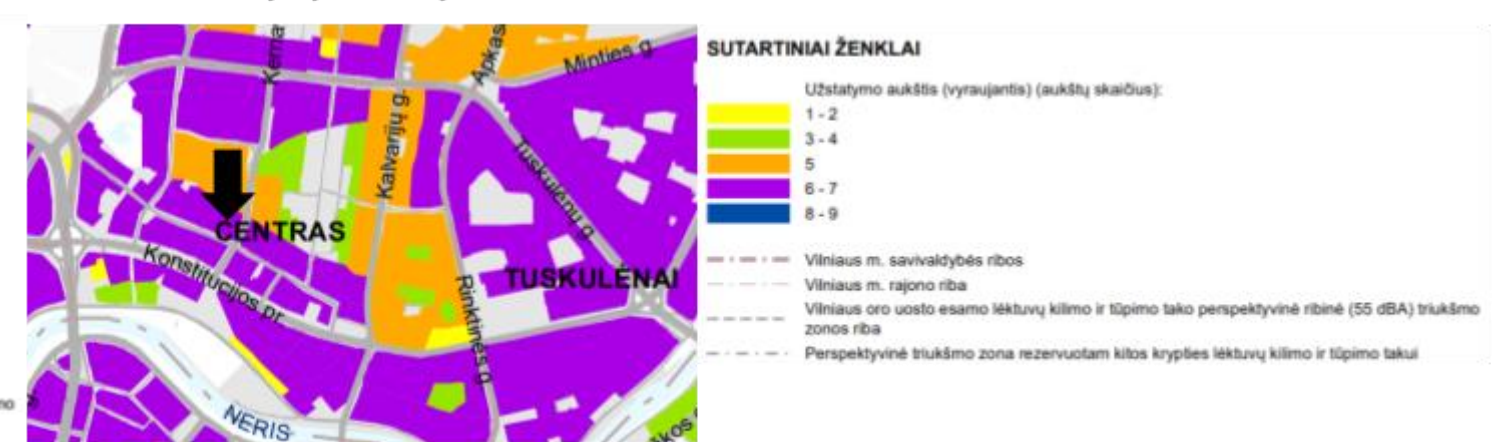 Kerna
Kalvarijų g.
Apkas
Minties g.
Tuskulėnų g.
CENTRAS
Konstitucijos pr.
TUSKULĖNAI
Rinktinės g.
NERIS
SUTARTINIAI ŽENKLAI
Užstatymo aukštis (vyraujantis) (aukštų skaičius):
1 - 2
3 - 4
5
6 - 7
8 - 9
Vilniaus m. savivaldybės ribos
Vilniaus m. rajono riba
Vilniaus oro uosto esamo lėktuvų kilimo ir tūpimo tako perspektyvinė ribinė (55 dBA) triukšmo
zonos riba
Perspektyvinė triukšmo zona rezervuotam kitos krypties lėktuvų kilimo ir tūpimo takui